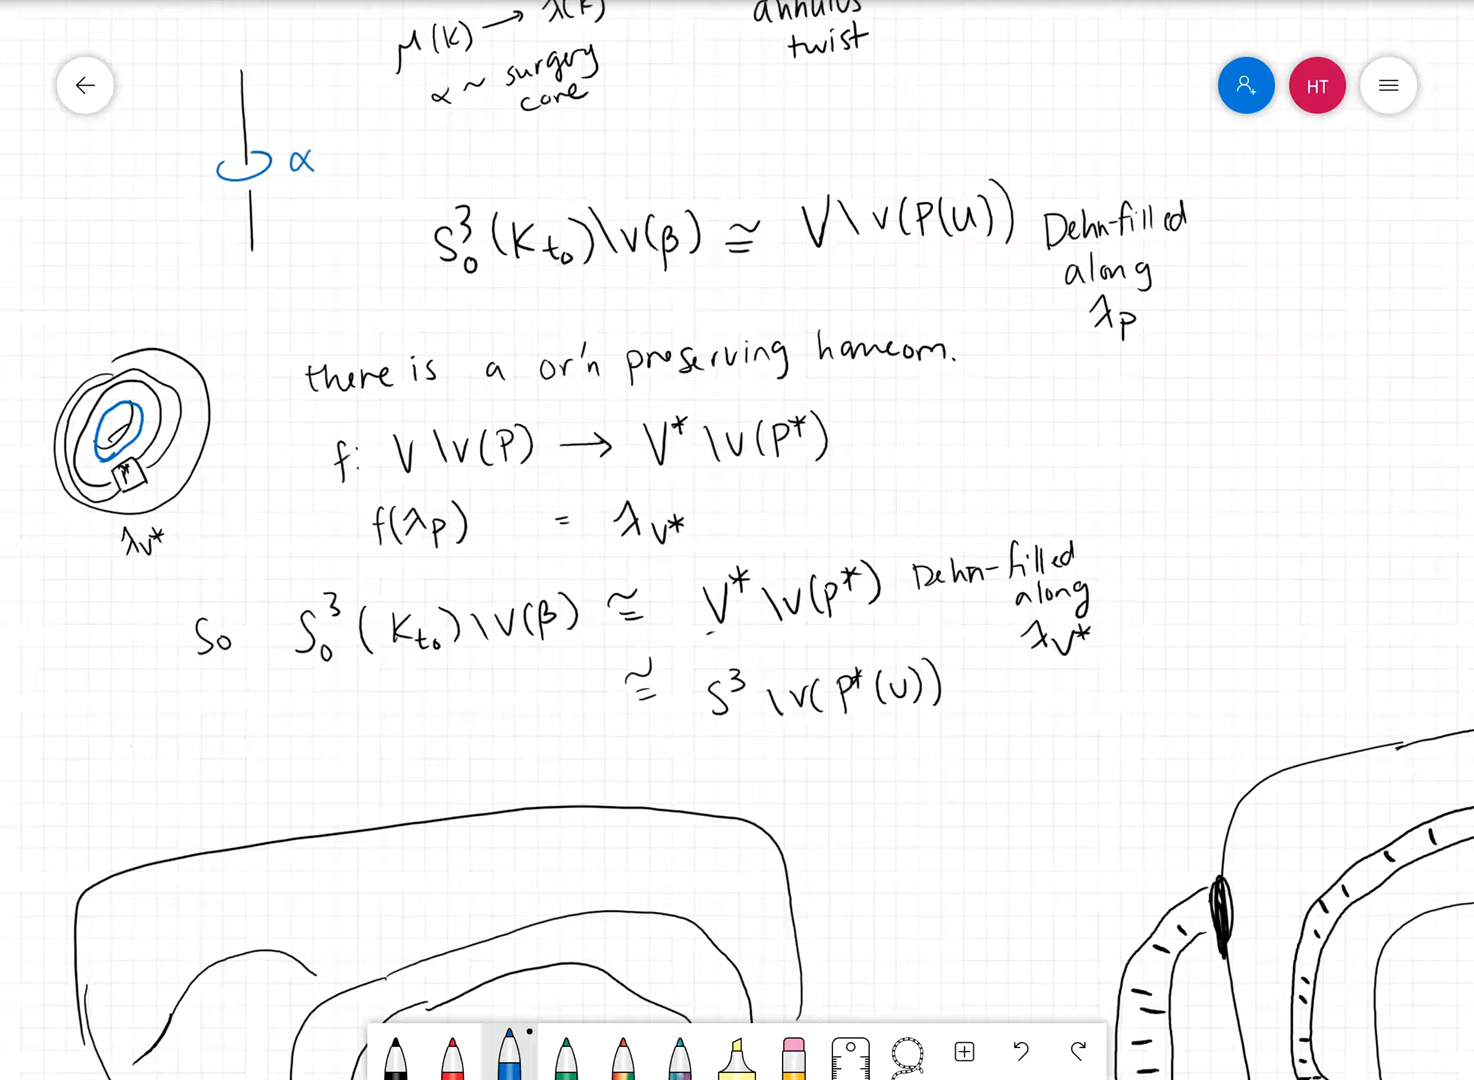 μ(K) → λ(K)
α ~ surgery
core
annulus
twist
HT
α
S³₀(K_{t₀})\ν(β) ≅ V\ν(P(U)) Dehn-filled
along
λ_P
there is a or'n preserving homeom.
f: V\ν(P) → V*\ν(P*)
f(λ_P) = λ_{V*}
P*
λ_{V*}
So S³₀(K_{t₀})\ν(β) ≅ V*\ν(P*) Dehn-filled
along
λ_{V*}
≅ S³\ν(P*(U))